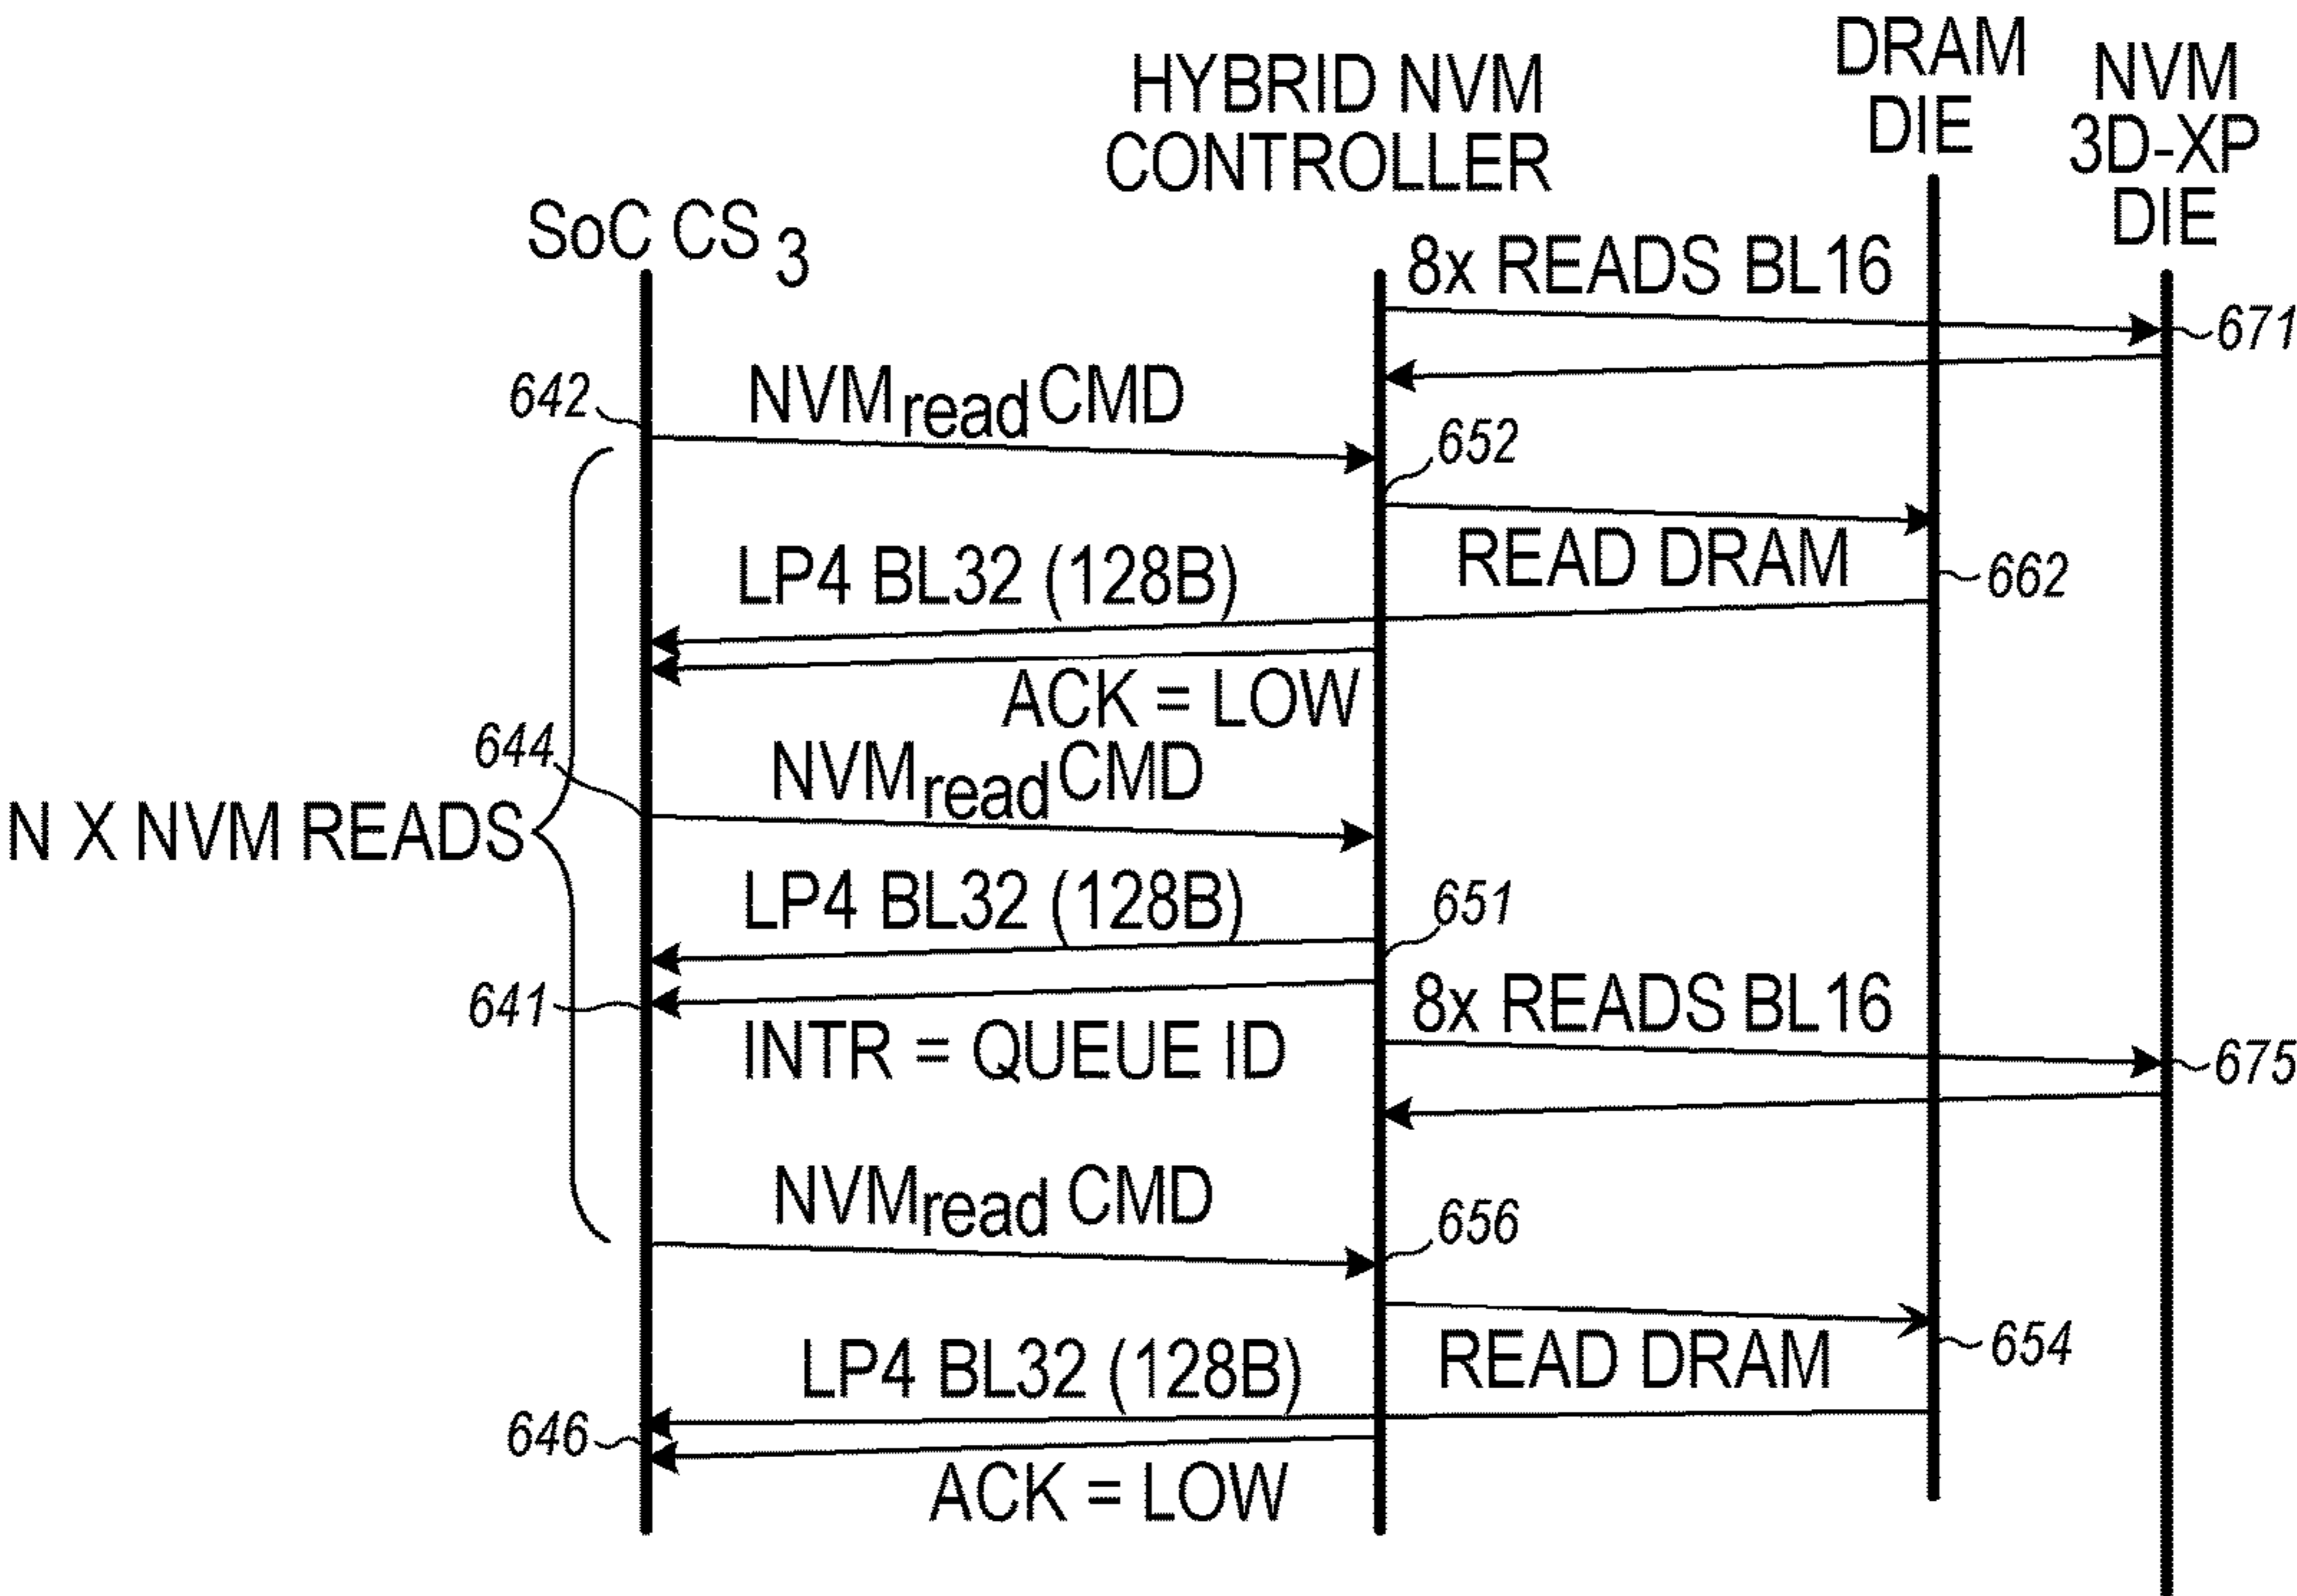 HYBRID NVM
CONTROLLER
DRAM
DIE
NVM
3D-XP
DIE
SoC CS 3
8x READS BL16
671
642
NVMread CMD
652
LP4 BL32 (128B)
READ DRAM
662
ACK = LOW
644
NVMread CMD
N X NVM READS
LP4 BL32 (128B)
651
641
8x READS BL16
INTR = QUEUE ID
675
NVMread CMD
656
LP4 BL32 (128B)
READ DRAM
654
646
ACK = LOW